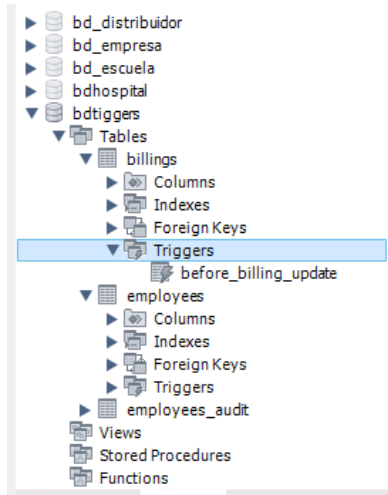 bd_distribuidor
bd_empresa
bd_escuela
bdhospital
bdtiggers
Tables
billings
Columns
Indexes
Foreign Keys
Triggers
before_billing_update
employees
Columns
Indexes
Foreign Keys
Triggers
employees_audit
Views
Stored Procedures
Functions